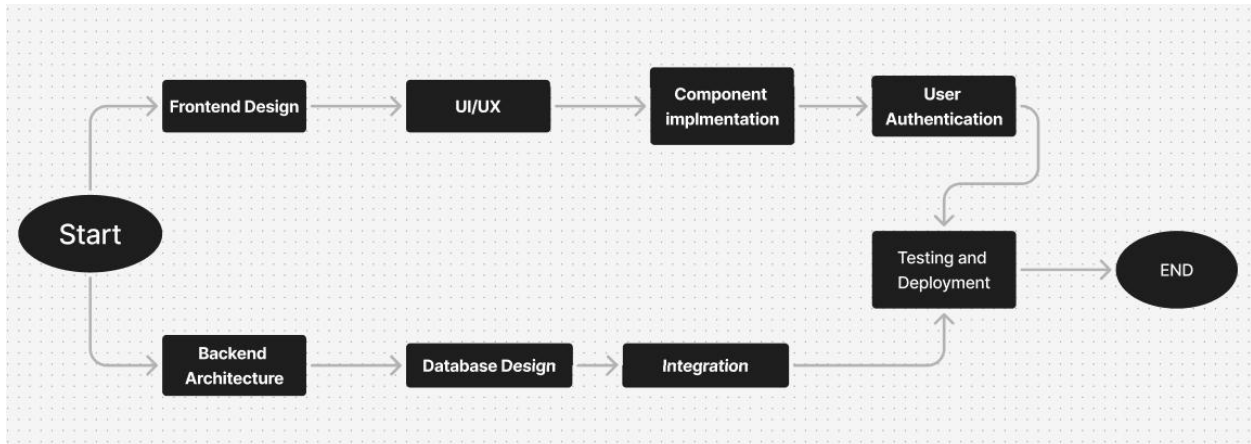 Frontend Design
UI/UX
Component
implmentation
User
Authentication
Start
Testing and
Deployment
END
Backend
Architecture
Database Design
Integration